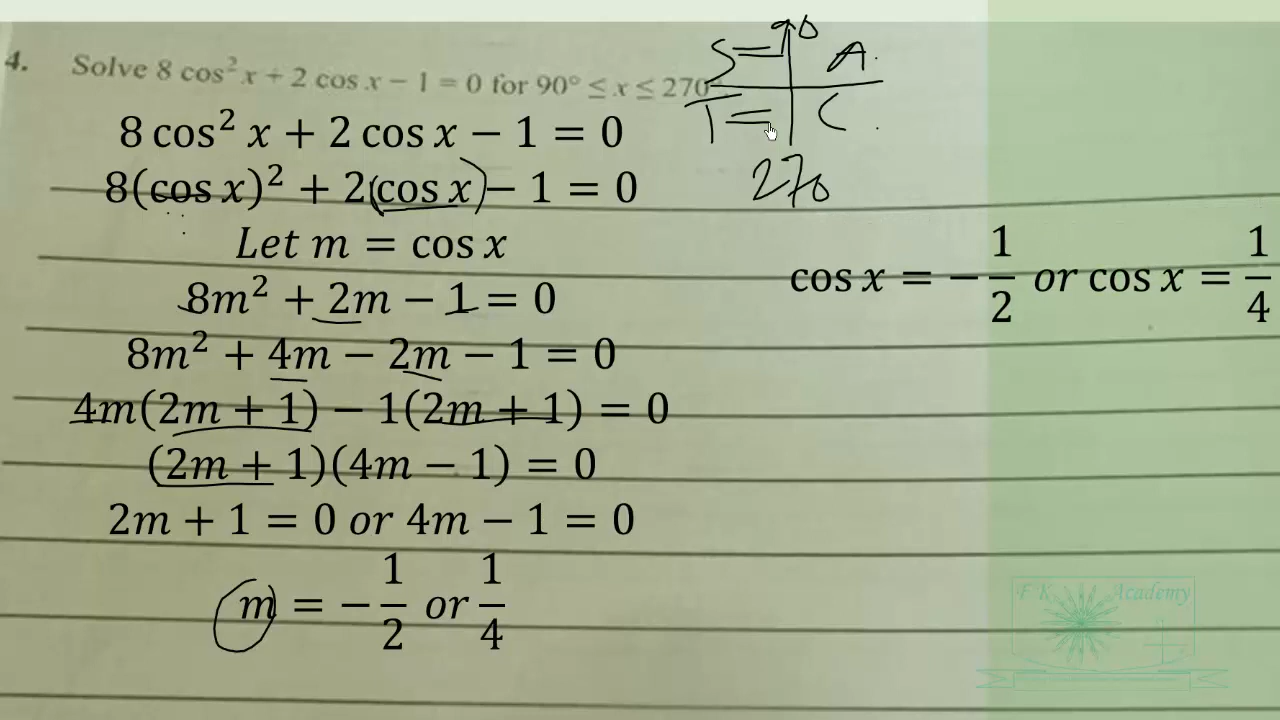 4. Solve 8 cos² x + 2 cos x − 1 = 0 for 90° ≤ x ≤ 270°.
8 cos² x + 2 cos x − 1 = 0
8(cos x)² + 2(cos x) − 1 = 0
Let m = cos x
8m² + 2m − 1 = 0
8m² + 4m − 2m − 1 = 0
4m(2m + 1) − 1(2m + 1) = 0
(2m + 1)(4m − 1) = 0
2m + 1 = 0 or 4m − 1 = 0
m = −1/2 or 1/4
90
S A
T C
270
cos x = −1/2 or cos x = 1/4
F K Academy